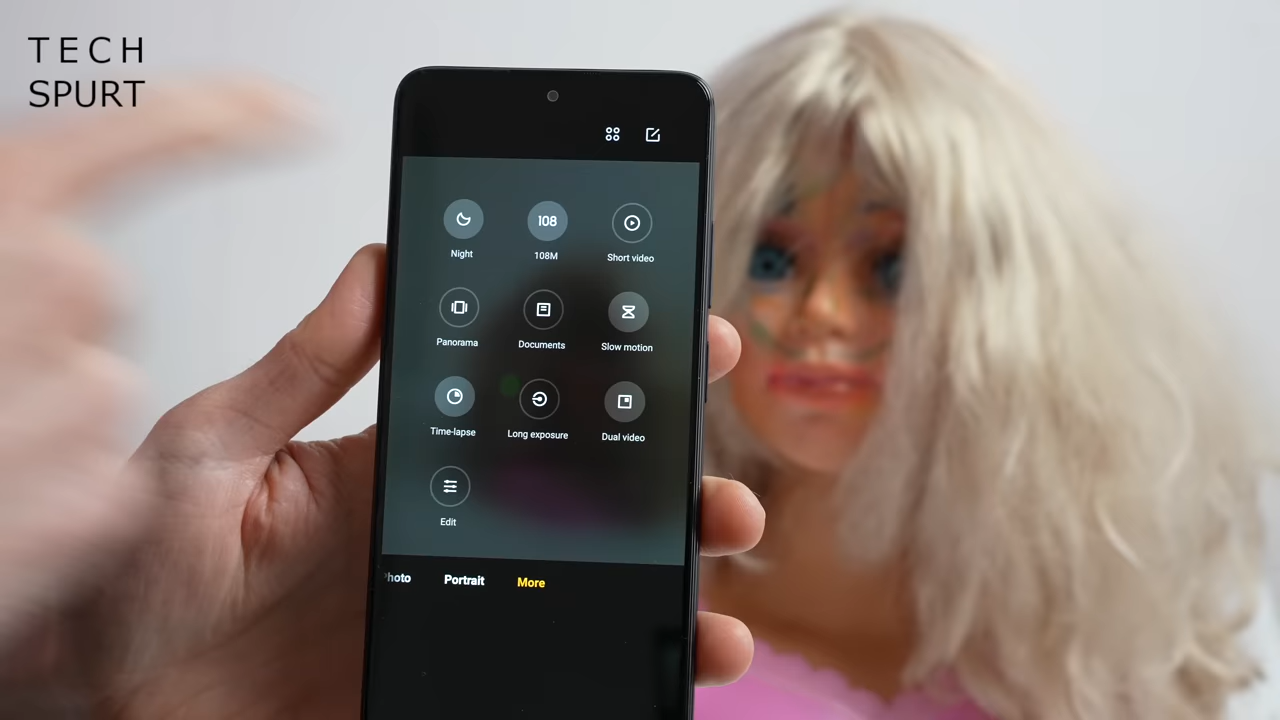 TECH
SPURT
Night
108
108M
Short video
Panorama
Documents
Slow motion
Time-lapse
Long exposure
Dual video
Edit
Photo Portrait More